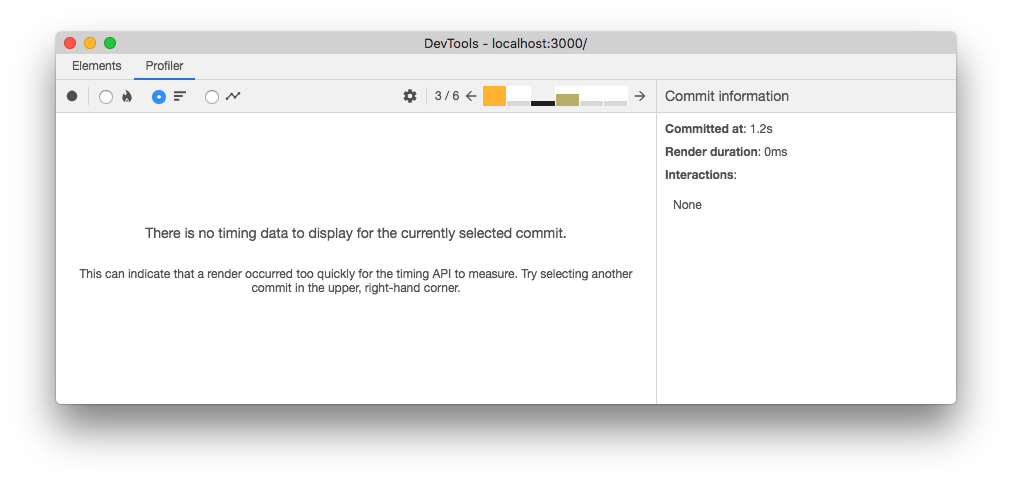 DevTools - localhost:3000/
Elements Profiler
3 / 6
Commit information
Committed at: 1.2s
Render duration: 0ms
Interactions:
None
There is no timing data to display for the currently selected commit.
This can indicate that a render occurred too quickly for the timing API to measure. Try selecting another
commit in the upper, right-hand corner.